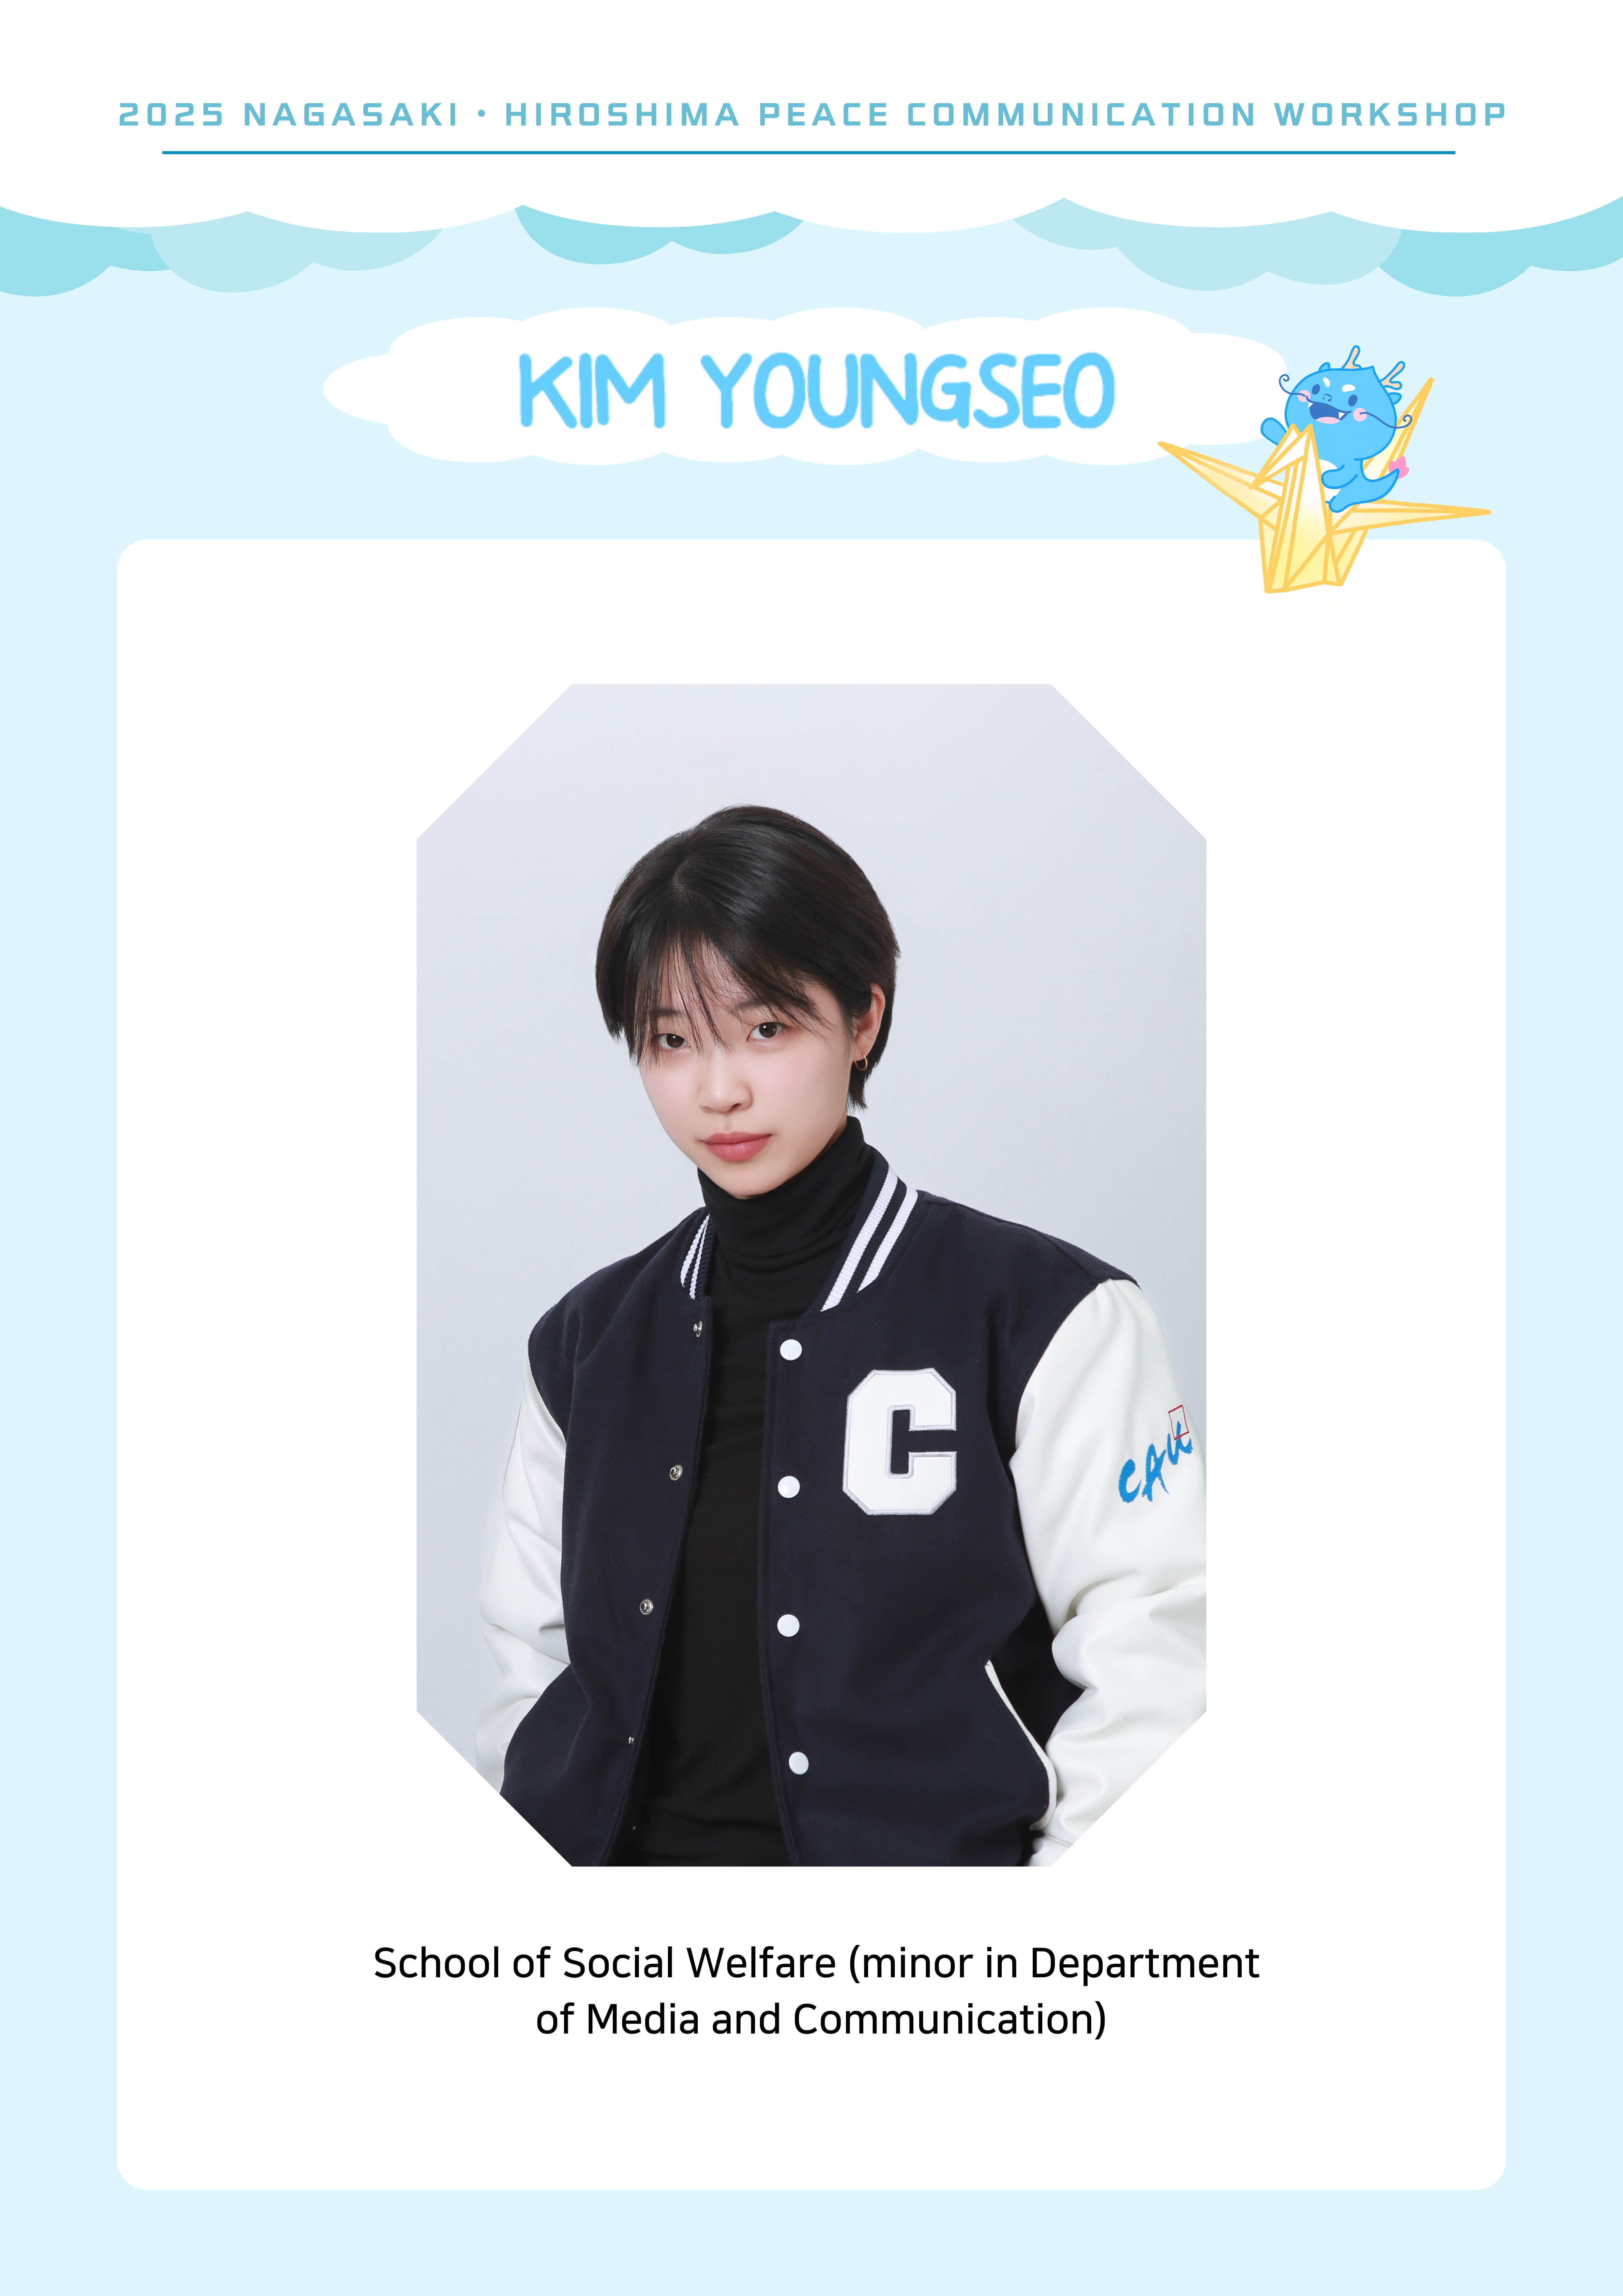 2025 NAGASAKI • HIROSHIMA PEACE COMMUNICATION WORKSHOP
KIM YOUNGSEO
C
CAU
School of Social Welfare (minor in Department
of Media and Communication)